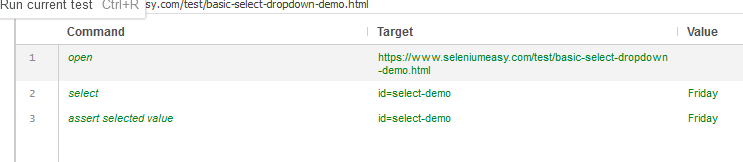 Run current test Ctrl+R sy.com/test/basic-select-dropdown-demo.html
Command Target Value
1 open https://www.seleniumeasy.com/test/basic-select-dropdown
-demo.html
2 select id=select-demo Friday
3 assert selected value id=select-demo Friday